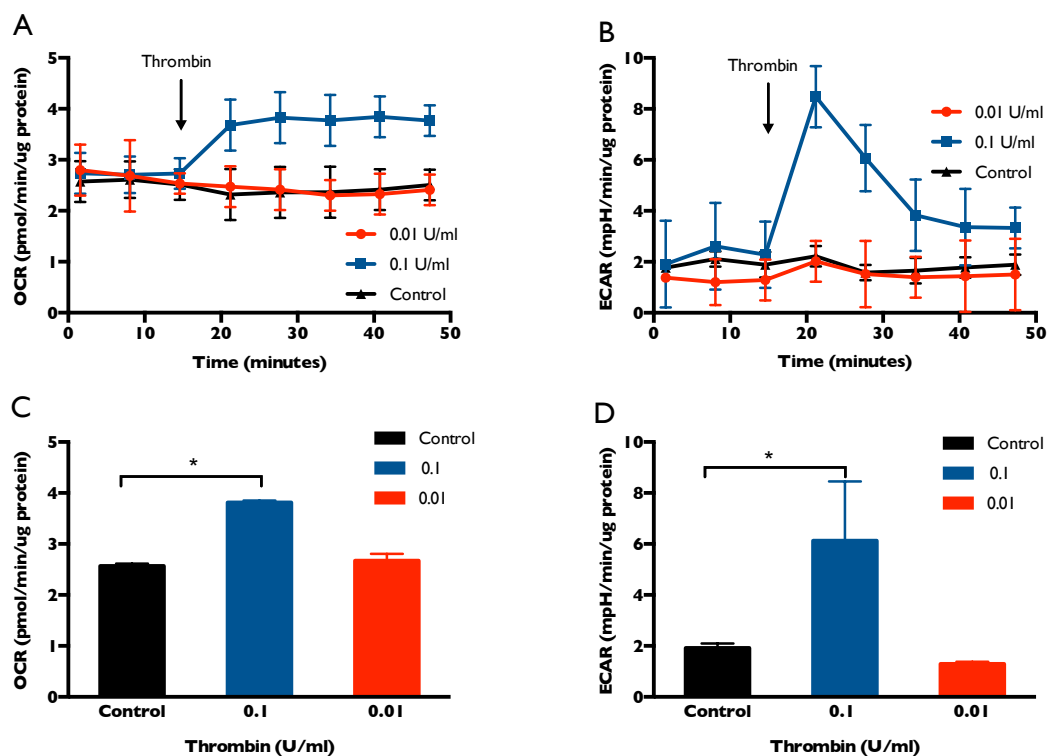 A
Thrombin
5
4
3
2
1
0
OCR (pmol/min/ug protein)
0.01 U/ml
0.1 U/ml
Control
0 10 20 30 40 50
Time (minutes)
B
Thrombin
10
8
6
4
2
0
ECAR (mpH/min/ug protein)
0.01 U/ml
0.1 U/ml
Control
0 10 20 30 40 50
Time (minutes)
C
5
4
3
2
1
0
OCR (pmol/min/ug protein)
*
Control
0.1
0.01
Control 0.1 0.01
Thrombin (U/ml)
D
10
8
6
4
2
0
ECAR (mpH/min/ug protein)
*
Control
0.1
0.01
Control 0.1 0.01
Thrombin (U/ml)